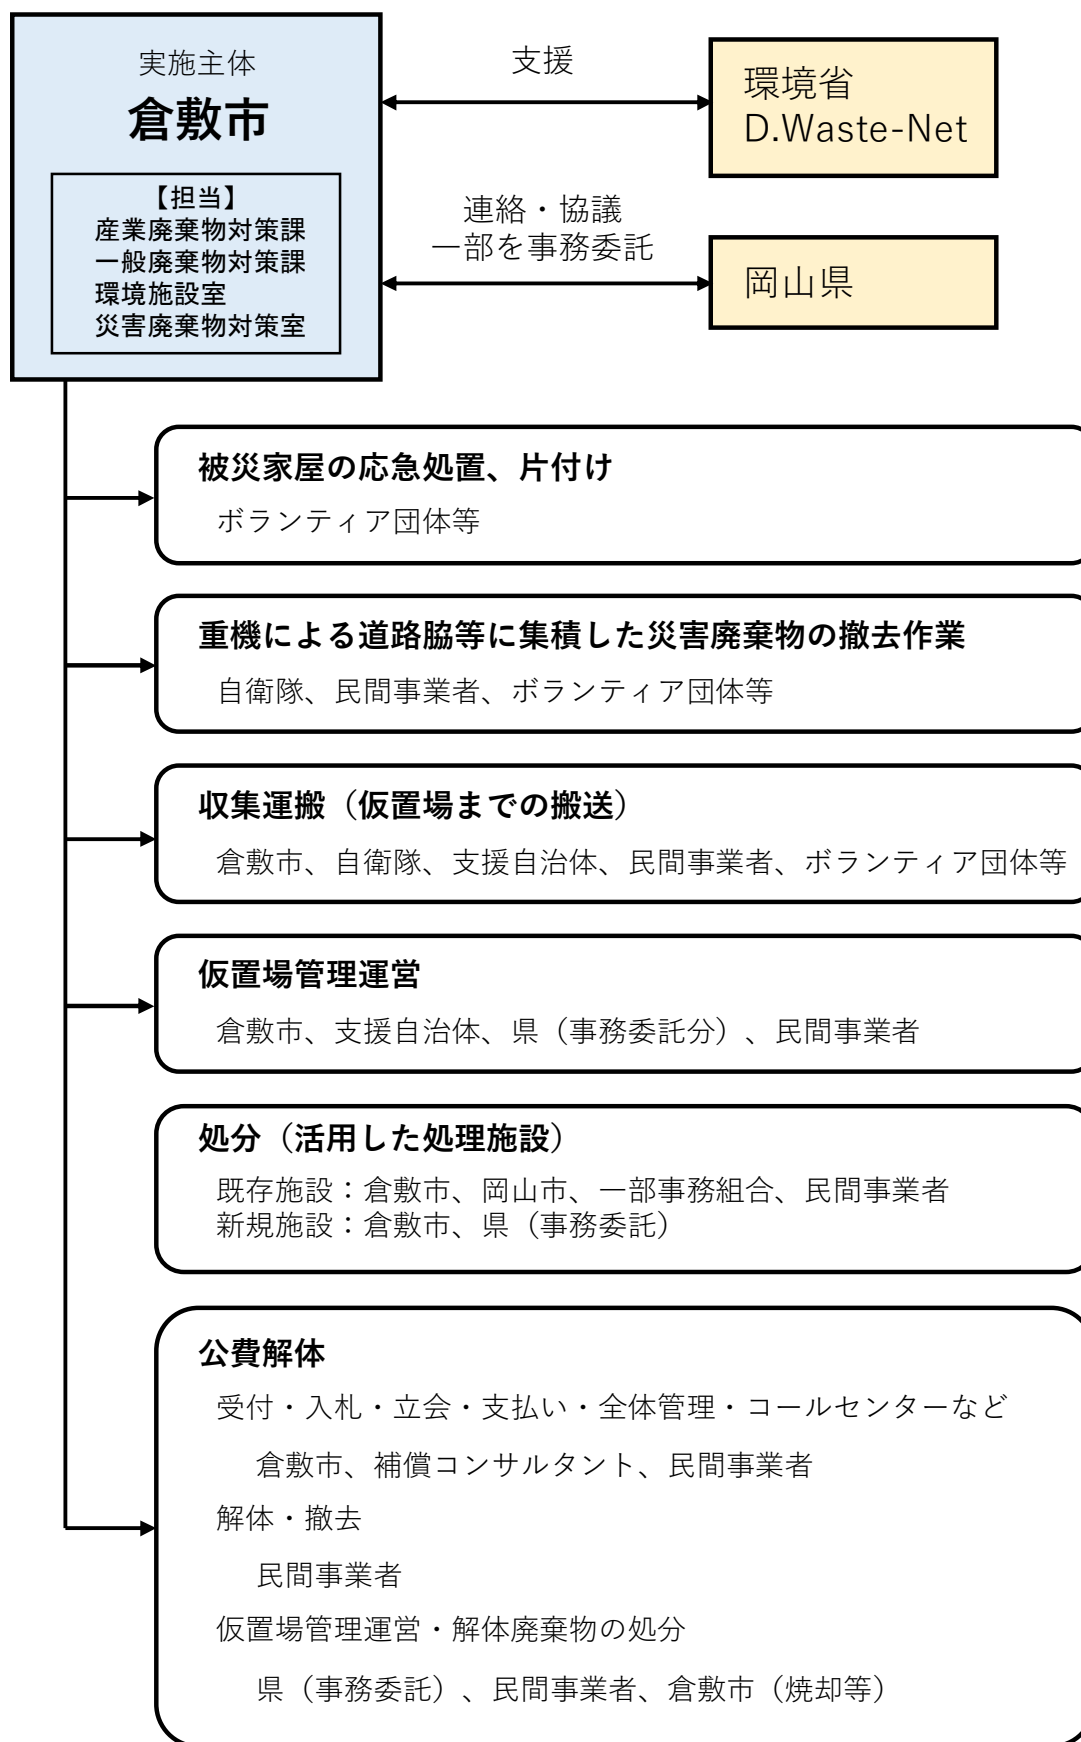 実施主体
倉敷市
【担当】
産業廃棄物対策課
一般廃棄物対策課
環境施設室
災害廃棄物対策室
支援
環境省
D.Waste-Net
連絡・協議
一部を事務委託
岡山県
被災家屋の応急処置、片付け
ボランティア団体等
重機による道路脇等に集積した災害廃棄物の撤去作業
自衛隊、民間事業者、ボランティア団体等
収集運搬（仮置場までの搬送）
倉敷市、自衛隊、支援自治体、民間事業者、ボランティア団体等
仮置場管理運営
倉敷市、支援自治体、県（事務委託分）、民間事業者
処分（活用した処理施設）
既存施設：倉敷市、岡山市、一部事務組合、民間事業者
新規施設：倉敷市、県（事務委託）
公費解体
受付・入札・立会・支払い・全体管理・コールセンターなど
倉敷市、補償コンサルタント、民間事業者
解体・撤去
民間事業者
仮置場管理運営・解体廃棄物の処分
県（事務委託）、民間事業者、倉敷市（焼却等）